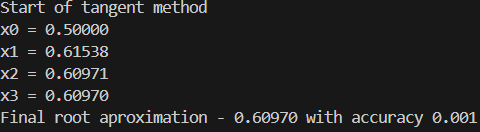 Start of tangent method
x0 = 0.50000
x1 = 0.61538
x2 = 0.60971
x3 = 0.60970
Final root aproximation - 0.60970 with accuracy 0.001